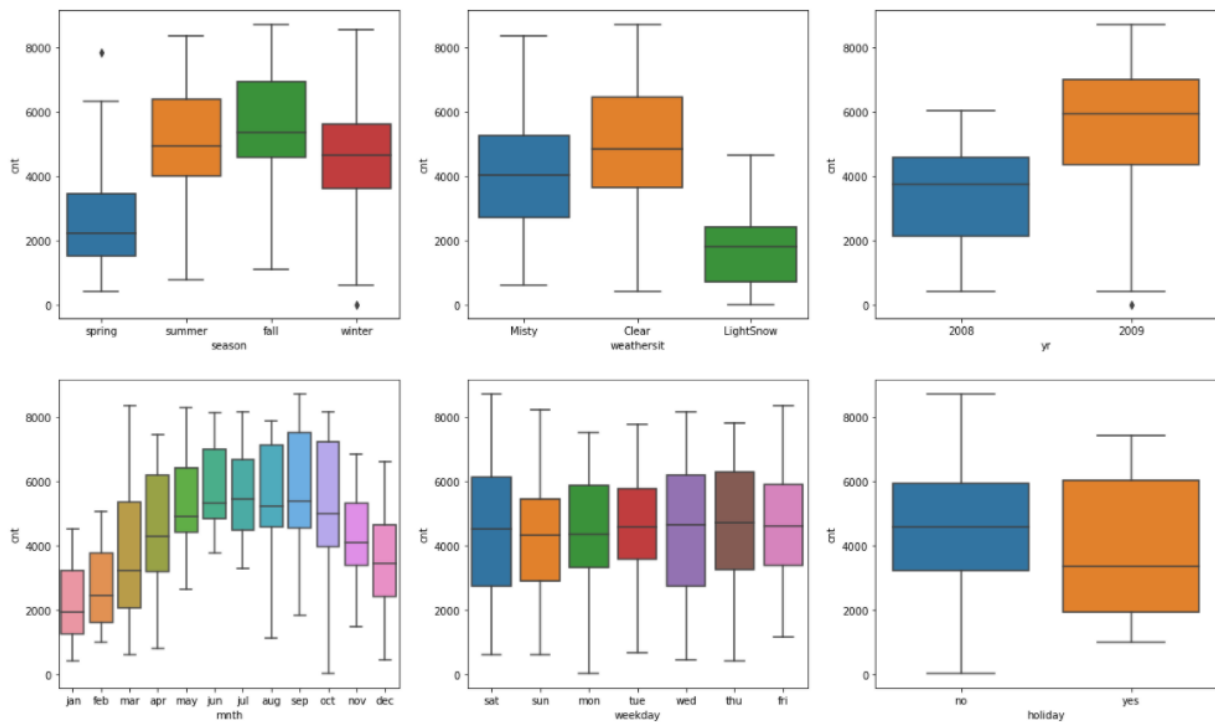 cnt
8000
6000
4000
2000
0
spring summer fall winter
season
cnt
8000
6000
4000
2000
0
Misty Clear LightSnow
weathersit
cnt
8000
6000
4000
2000
0
2008 2009
yr
cnt
8000
6000
4000
2000
0
jan feb mar apr may jun jul aug sep oct nov dec
mnth
cnt
8000
6000
4000
2000
0
sat sun mon tue wed thu fri
weekday
cnt
8000
6000
4000
2000
0
no yes
holiday